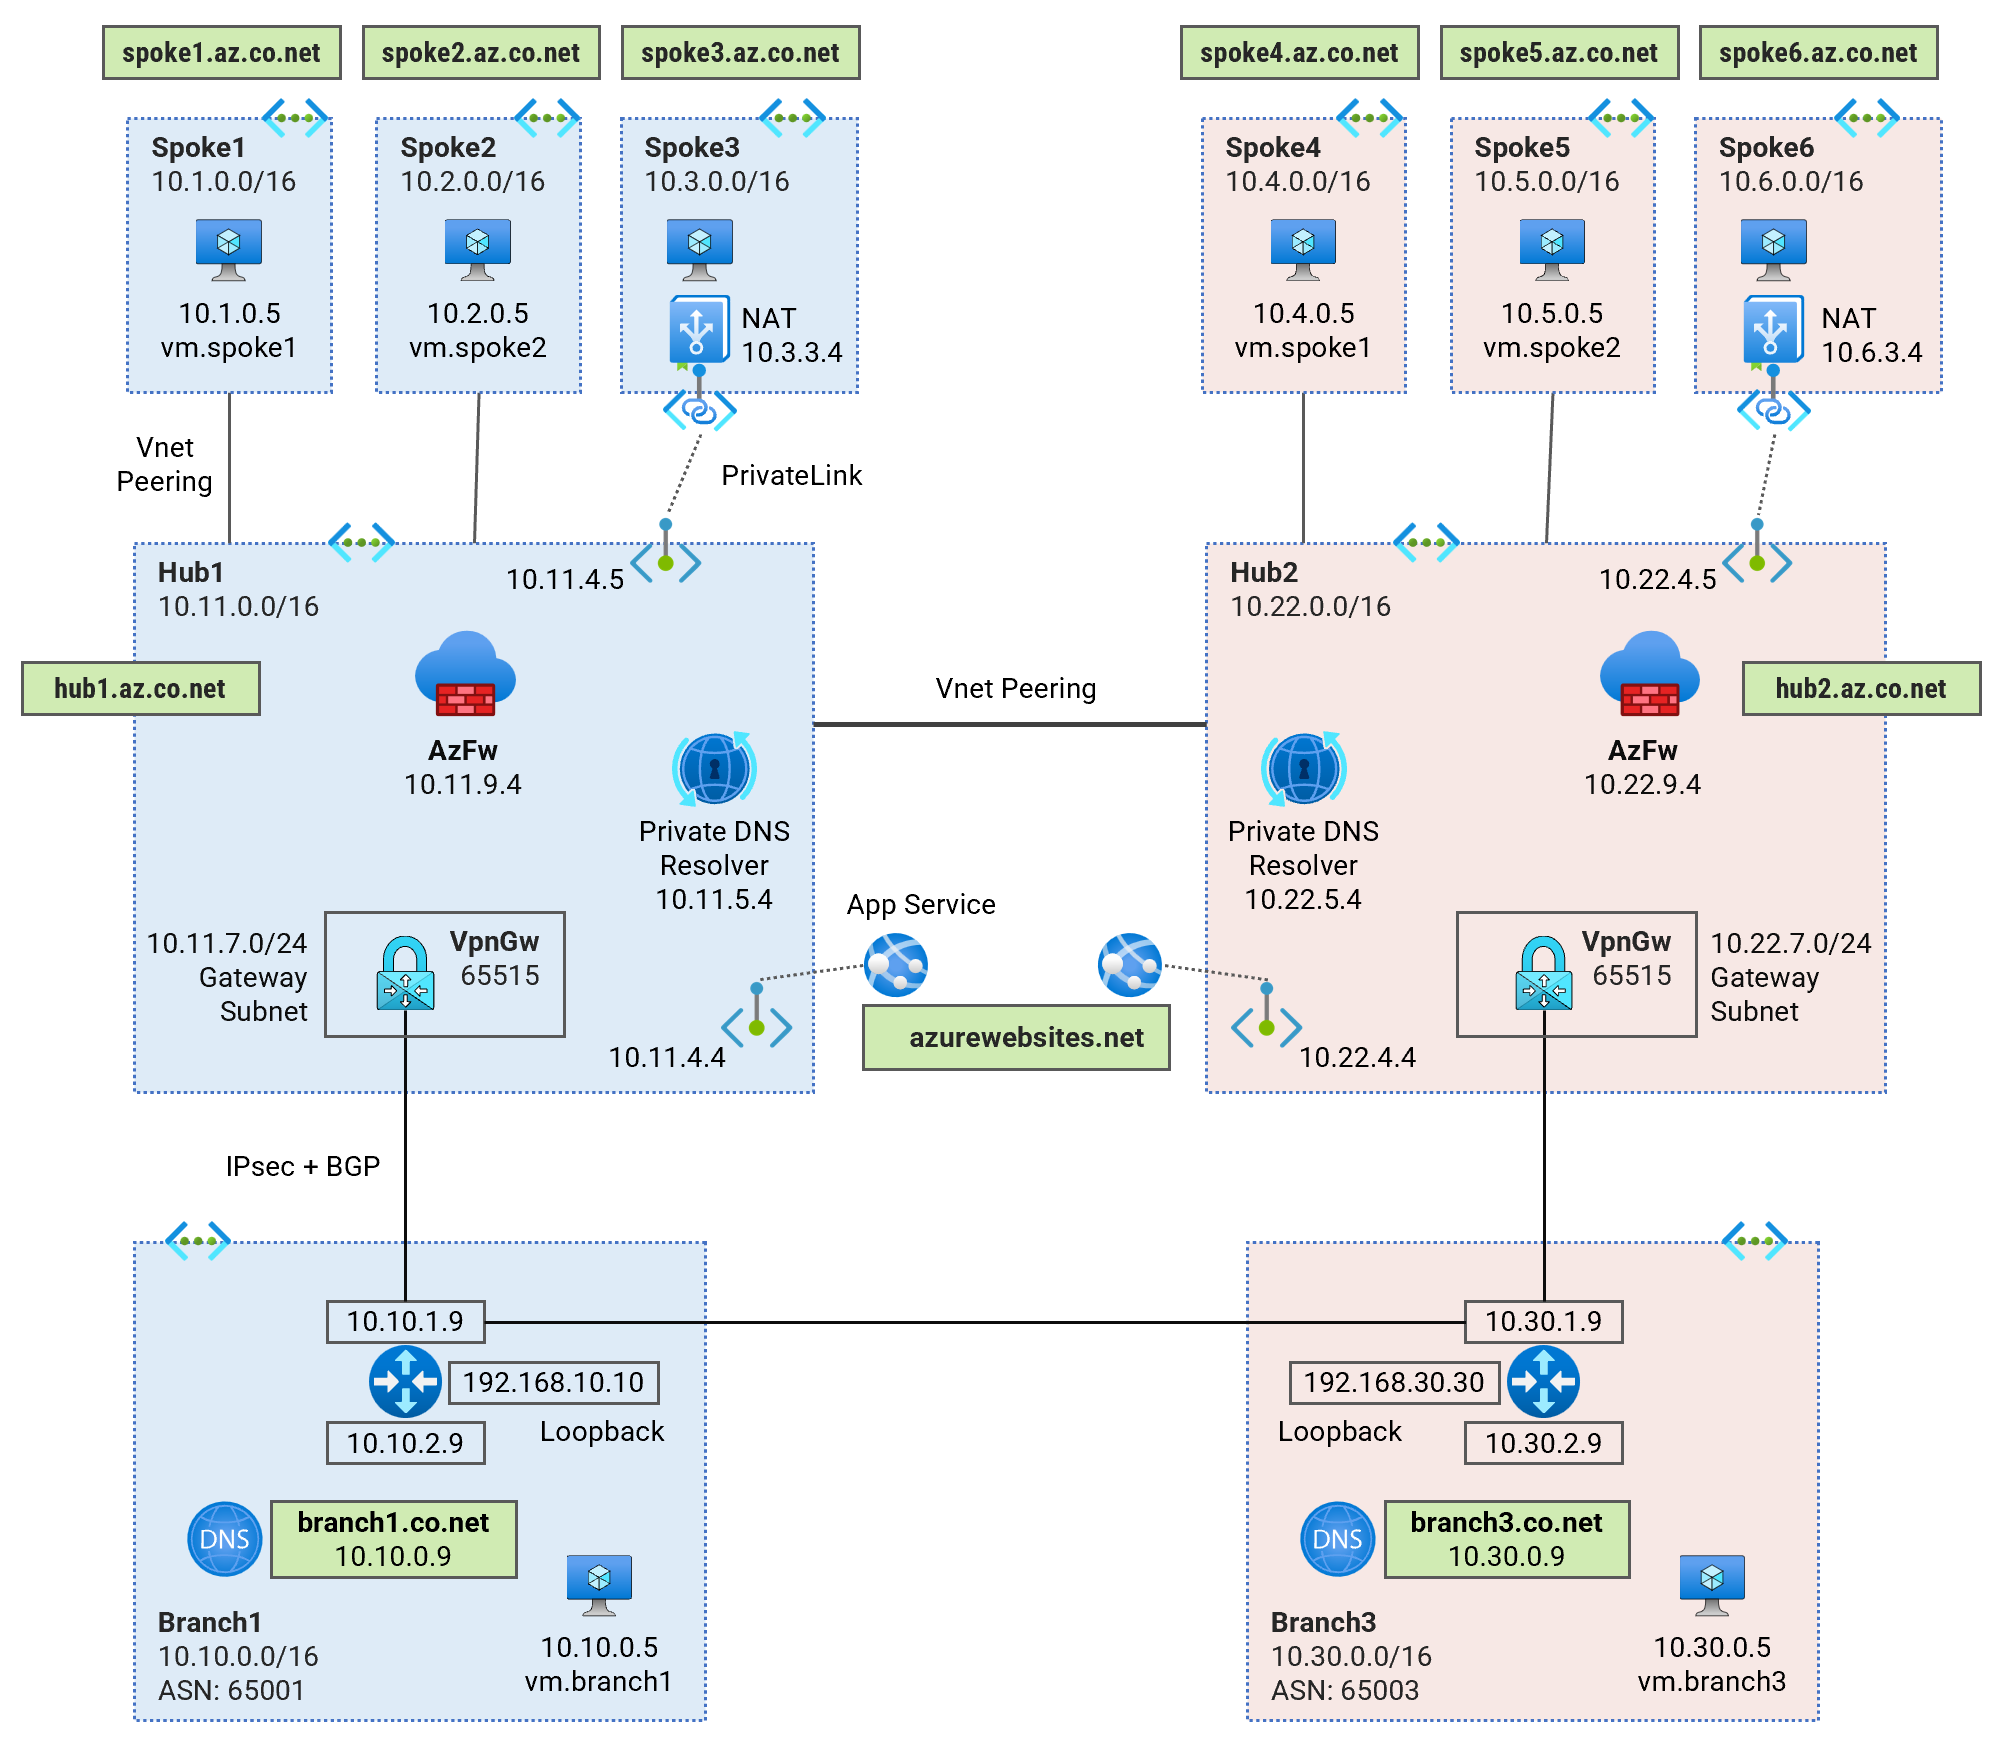 spoke1.az.co.net
spoke2.az.co.net
spoke3.az.co.net
spoke4.az.co.net
spoke5.az.co.net
spoke6.az.co.net
Spoke1
10.1.0.0/16
10.1.0.5
vm.spoke1
Spoke2
10.2.0.0/16
10.2.0.5
vm.spoke2
Spoke3
10.3.0.0/16
NAT
10.3.3.4
Spoke4
10.4.0.0/16
10.4.0.5
vm.spoke1
Spoke5
10.5.0.0/16
10.5.0.5
vm.spoke2
Spoke6
10.6.0.0/16
NAT
10.6.3.4
Vnet
Peering
PrivateLink
Hub1
10.11.0.0/16
10.11.4.5
hub1.az.co.net
AzFw
10.11.9.4
Private DNS
Resolver
10.11.5.4
10.11.7.0/24
Gateway
Subnet
VpnGw
65515
10.11.4.4
Vnet Peering
App Service
azurewebsites.net
Hub2
10.22.0.0/16
10.22.4.5
hub2.az.co.net
AzFw
10.22.9.4
Private DNS
Resolver
10.22.5.4
VpnGw
65515
10.22.7.0/24
Gateway
Subnet
10.22.4.4
IPsec + BGP
10.10.1.9
192.168.10.10
Loopback
10.10.2.9
DNS
branch1.co.net
10.10.0.9
Branch1
10.10.0.0/16
ASN: 65001
10.10.0.5
vm.branch1
10.30.1.9
192.168.30.30
Loopback
10.30.2.9
DNS
branch3.co.net
10.30.0.9
Branch3
10.30.0.0/16
ASN: 65003
10.30.0.5
vm.branch3